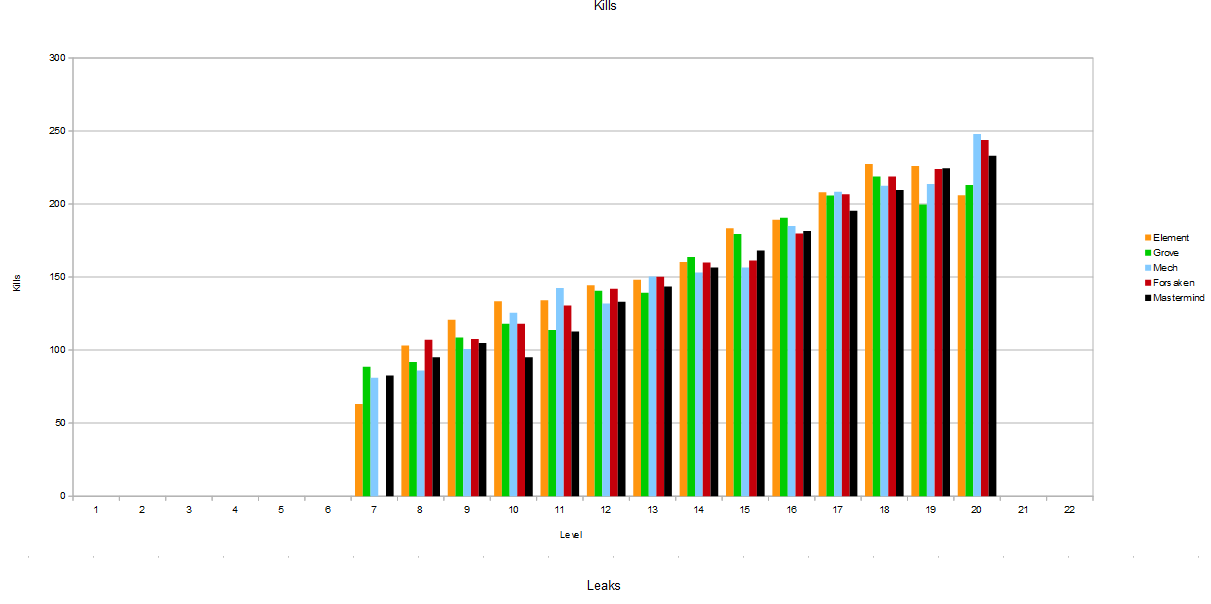 Kills
300
250
200
150
100
50
0
Kills
1 2 3 4 5 6 7 8 9 10 11 12 13 14 15 16 17 18 19 20 21 22
Level
Element
Grove
Mech
Forsaken
Mastermind
Leaks